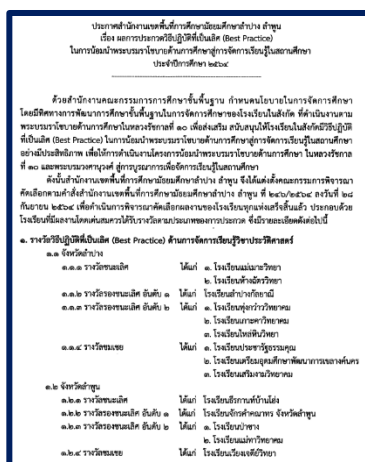 ประกาศสำนักงานเขตพื้นที่การศึกษามัธยมศึกษาลำปาง ลำพูน
เรื่อง ผลการประกวดวิธีปฏิบัติที่เป็นเลิศ (Best Practice)
ในการน้อมนำพระบรมราโชบายด้านการศึกษาสู่การจัดการเรียนรู้ในสถานศึกษา
ประจำปีการศึกษา ๒๕๖๔
ด้วยสำนักงานคณะกรรมการการศึกษาขั้นพื้นฐาน กำหนดนโยบายในการจัดการศึกษา
โดยมีทิศทางการพัฒนาการศึกษาขั้นพื้นฐานในการจัดการศึกษาของโรงเรียนในสังกัด ที่ดำเนินงานตาม
พระบรมราโชบายด้านการศึกษาในหลวงรัชกาลที่ ๑๐ เพื่อส่งเสริม สนับสนุนให้โรงเรียนในสังกัดมีวิธีปฏิบัติ
ที่เป็นเลิศ (Best Practice) ในการน้อมนำพระบรมราโชบายด้านการศึกษาสู่การจัดการเรียนรู้ในสถานศึกษา
อย่างมีประสิทธิภาพ เพื่อให้การดำเนินงานโครงการน้อมนำพระบรมราโชบายด้านการศึกษา ในหลวงรัชกาล
ที่ ๑๐ และพระบรมวงศานุวงศ์ สู่การบูรณาการเพื่อจัดการเรียนรู้ในสถานศึกษา
ดังนั้นสำนักงานเขตพื้นที่การศึกษามัธยมศึกษาลำปาง ลำพูน จึงได้แต่งตั้งคณะกรรมการพิจารณา
คัดเลือกตามคำสั่งสำนักงานเขตพื้นที่การศึกษามัธยมศึกษาลำปาง ลำพูน ที่ ๒๔๖/๒๕๖๔ ลงวันที่ ๒๘
กันยายน ๒๕๖๔ เพื่อดำเนินการพิจารณาคัดเลือกผลงานของโรงเรียนทุกแห่งเสร็จสิ้นแล้ว ประกอบด้วย
โรงเรียนที่มีผลงานโดดเด่นสมควรได้รับรางวัลตามประเภทของการประกวด ซึ่งมีรายละเอียดดังต่อไปนี้
๑. รางวัลวิธีปฏิบัติที่เป็นเลิศ (Best Practice) ด้านการจัดการเรียนรู้วิชาประวัติศาสตร์
๑.๑ จังหวัดลำปาง
๑.๑.๑ รางวัลชนะเลิศ ได้แก่ ๑. โรงเรียนแม่เมาะวิทยา
๒. โรงเรียนห้างฉัตรวิทยา
๑.๑.๒ รางวัลรองชนะเลิศ อันดับ ๑ ได้แก่ โรงเรียนลำปางกัลยาณี
๑.๑.๓ รางวัลรองชนะเลิศ อันดับ ๒ ได้แก่ ๑. โรงเรียนทุ่งกว๋าววิทยาคม
๒. โรงเรียนเกาะคาวิทยาคม
๓. โรงเรียนไหล่หินวิทยา
๑.๑.๔ รางวัลชมเชย ได้แก่ ๑. โรงเรียนประชารัฐธรรมคุณ
๒. โรงเรียนเตรียมอุดมศึกษาพัฒนาการเขลางค์นคร
๓. โรงเรียนเสริมงามวิทยาคม
๑.๒ จังหวัดลำพูน
๑.๒.๑ รางวัลชนะเลิศ ได้แก่ โรงเรียนธีรกานท์บ้านโฮ่ง
๑.๒.๒ รางวัลรองชนะเลิศ อันดับ ๑ ได้แก่ โรงเรียนจักรคำคณาทร จังหวัดลำพูน
๑.๒.๓ รางวัลรองชนะเลิศ อันดับ ๒ ได้แก่ ๑. โรงเรียนป่าซาง
๒. โรงเรียนแม่ทาวิทยาคม
๑.๒.๔ รางวัลชมเชย ได้แก่ โรงเรียนเวียงเจดีย์วิทยา